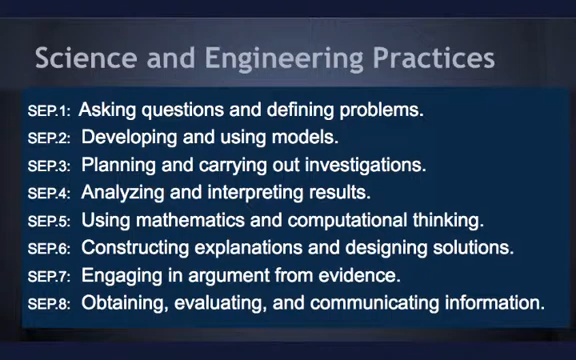 Science and Engineering Practices
SEP.1: Asking questions and defining problems.
SEP.2: Developing and using models.
SEP.3: Planning and carrying out investigations.
SEP.4: Analyzing and interpreting results.
SEP.5: Using mathematics and computational thinking.
SEP.6: Constructing explanations and designing solutions.
SEP.7: Engaging in argument from evidence.
SEP.8: Obtaining, evaluating, and communicating information.